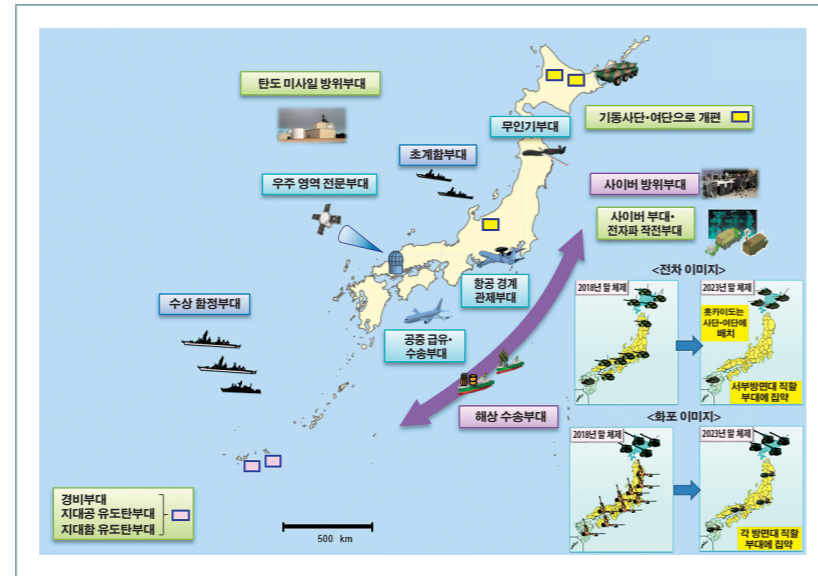 탄도 미사일 방위부대
무인기부대
기동사단·여단으로 개편
초계함부대
우주 영역 전문부대
사이버 방위부대
사이버 부대·
전자파 작전부대
항공 경계
관제부대
수상 함정부대
공중 급유·
수송부대
해상 수송부대
<전차 이미지>
2018년 말 체제
2023년 말 체제
홋카이도는
사단·여단에
배치
서부방면대 직할
부대에 집약
<화포 이미지>
2018년 말 체제
2023년 말 체제
각 방면대 직할
부대에 집약
경비부대
지대공 유도탄부대
지대함 유도탄부대
500 km